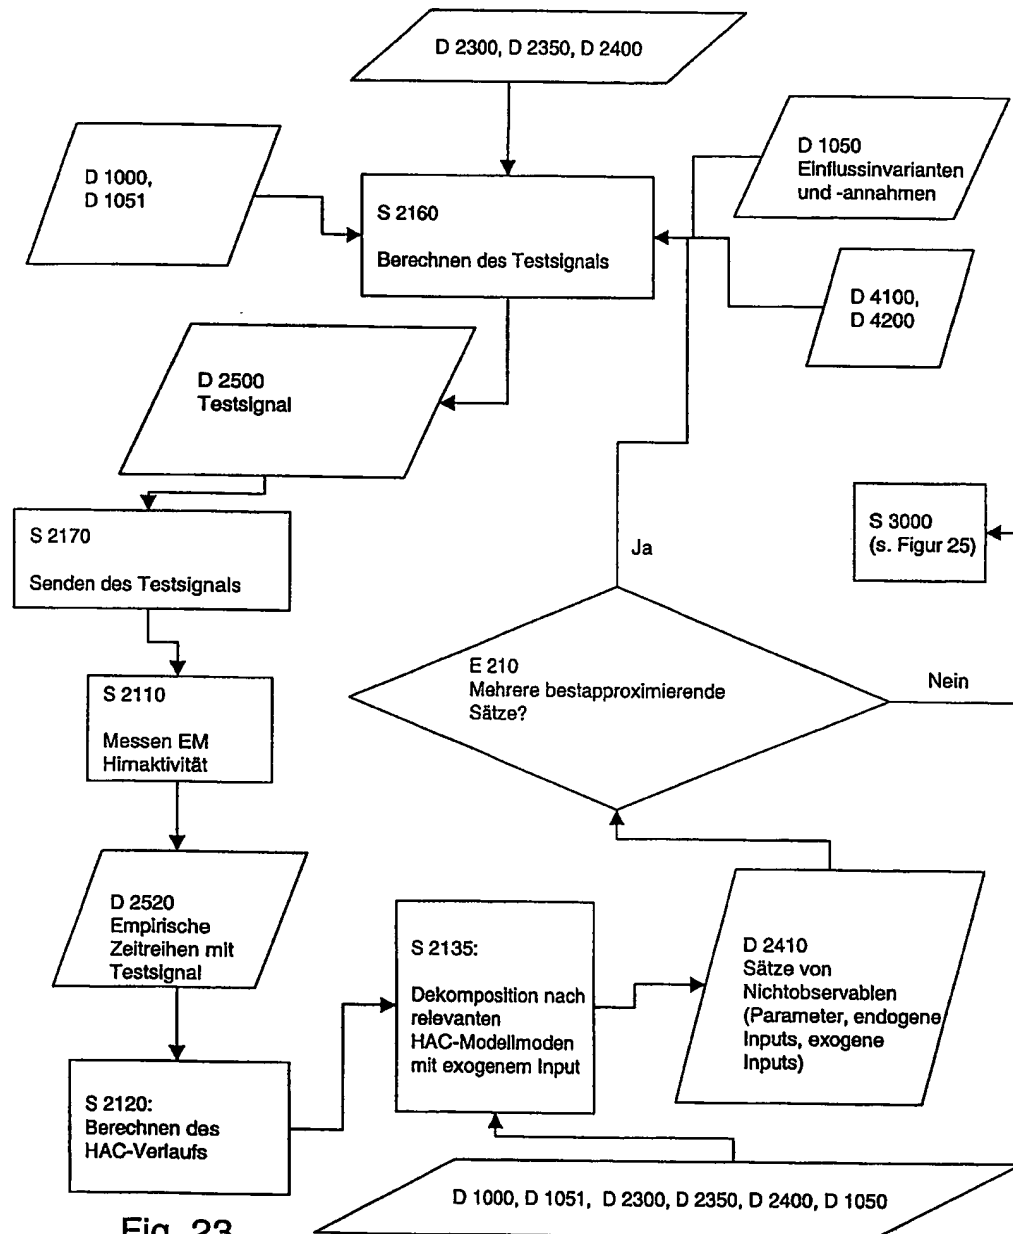 D 2300, D 2350, D 2400
D 1000,
D 1051
S 2160
Berechnen des Testsignals
D 1050
Einflussinvarianten
und -annahmen
D 4100,
D 4200
D 2500
Testsignal
S 2170
Senden des Testsignals
S 3000
(s. Figur 25)
Ja
E 210
Mehrere bestapproximierende
Sätze?
Nein
S 2110
Messen EM
Hirnaktivität
D 2520
Empirische
Zeitreihen mit
Testsignal
S 2135:
Dekomposition nach
relevanten
HAC-Modellmoden
mit exogenem Input
D 2410
Sätze von
Nichtobservablen
(Parameter, endogene
Inputs, exogene
Inputs)
S 2120:
Berechnen des
HAC-Verlaufs
D 1000, D 1051, D 2300, D 2350, D 2400, D 1050
Fig. 23